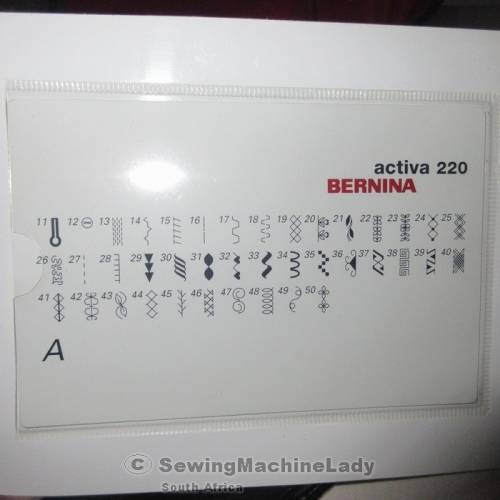 activa 220
BERNINA
11 12 13 14 15 16 17 18 19 20 21 22 23 24 25
26 27 28 29 30 31 32 33 34 35 36 37 38 39 40
41 42 43 44 45 46 47 48 49 50
A
© SewingMachineLady
South Africa